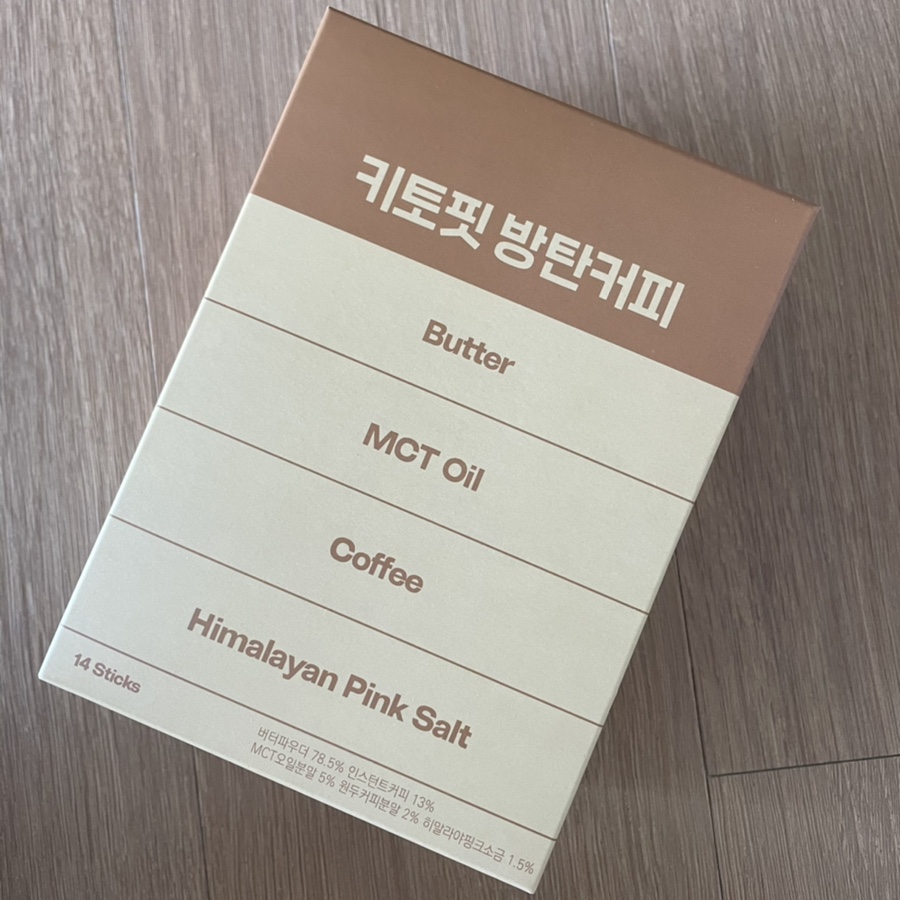 키토핏 방탄커피
Butter
MCT Oil
Coffee
Himalayan Pink Salt
14 Sticks
버터파우더 78.5% 인스턴트커피 13%
MCT오일분말 5% 원두커피분말 2% 히말라야핑크소금 1.5%